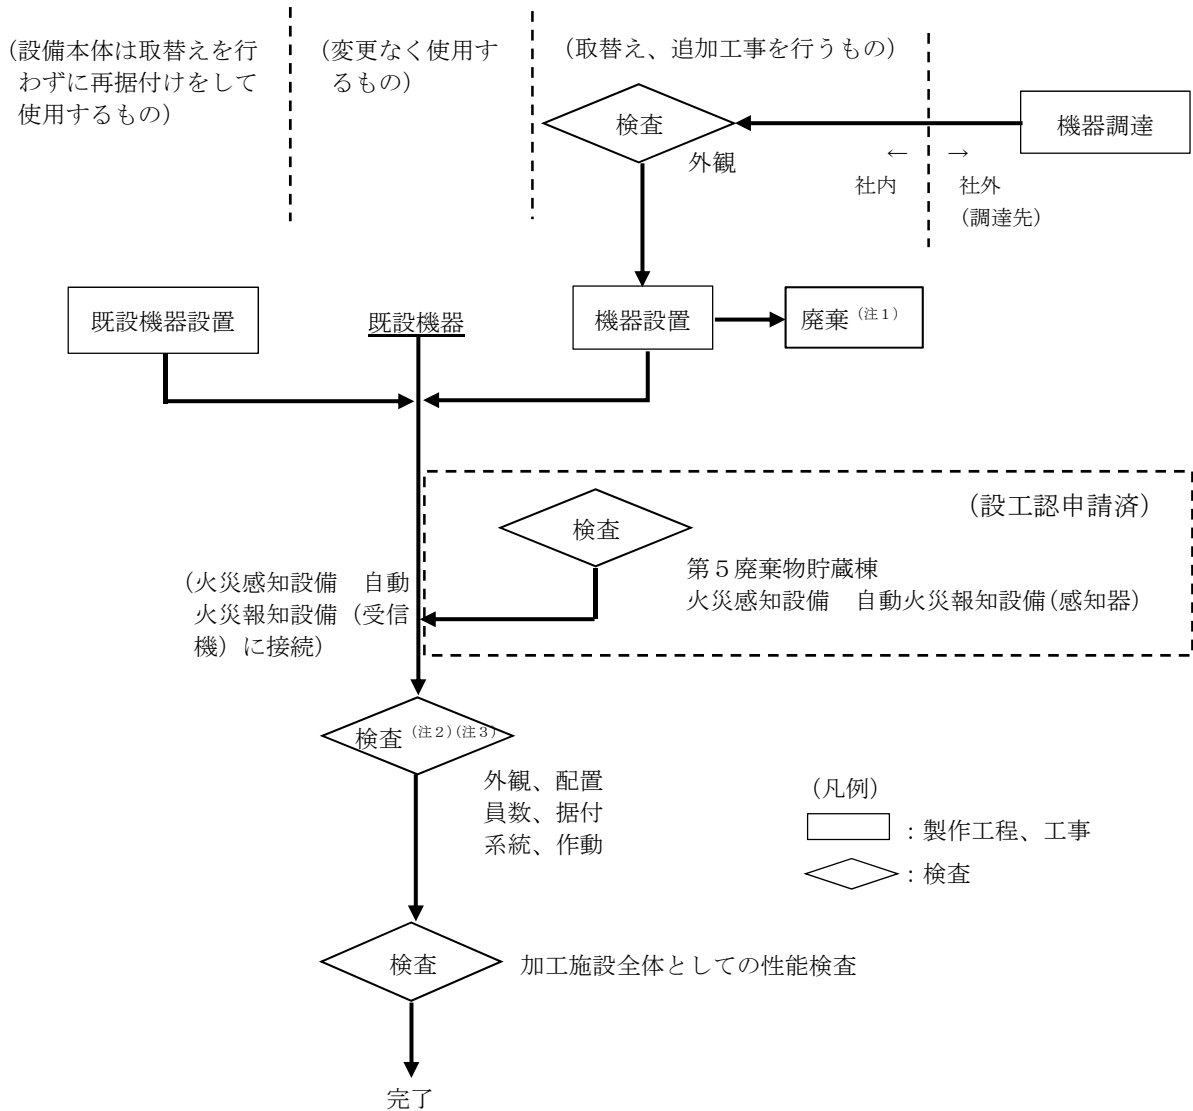 （設備本体は取替えを行
わずに再据付けをして
使用するもの）
（変更なく使用す
るもの）
（取替え、追加工事を行うもの）
検査
外観
機器調達
←
→
社内
社外
（調達先）
既設機器設置
既設機器
機器設置
廃棄（注１）
（設工認申請済）
検査
第５廃棄物貯蔵棟
火災感知設備　自動火災報知設備(感知器)
（火災感知設備　自動
火災報知設備（受信
機）に接続）
検査（注２）（注３）
外観、配置
員数、据付
系統、作動
（凡例）
：製作工程、工事
：検査
検査
加工施設全体としての性能検査
完了